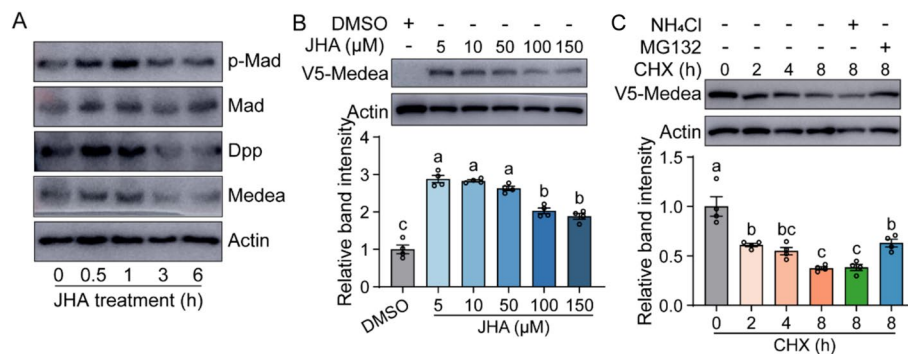 A
p-Mad
Mad
Dpp
Medea
Actin
0 0.5 1 3 6
JHA treatment (h)
B
DMSO + - - - - -
JHA (μM) - 5 10 50 100 150
V5-Medea
Actin
Relative band intensity
4
3
2
1
0
c a a a b b
DMSO 5 10 50 100 150
JHA (μM)
C
NH₄Cl - - - - + -
MG132 - - - - - +
CHX (h) 0 2 4 8 8 8
V5-Medea
Actin
Relative band intensity
1.5
1.0
0.5
0.0
a b bc c c b
0 2 4 8 8 8
CHX (h)